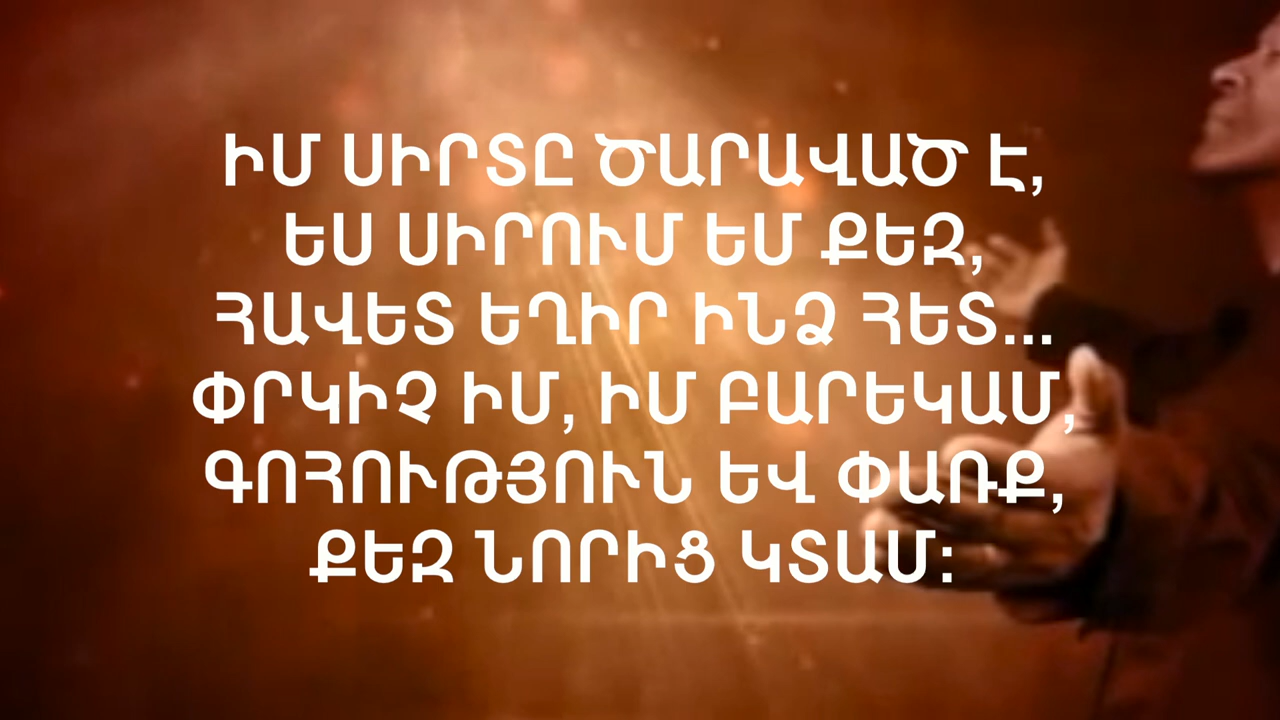 ԻՄ ՍԻՐՏԸ ԾԱՐԱՎԱԾ Է,
ԵՍ ՍԻՐՈՒՄ ԵՄ ՔԵԶ,
ՀԱՎԵՏ ԵՂԻՐ ԻՆՁ ՀԵՏ...
ՓՐԿԻՉ ԻՄ, ԻՄ ԲԱՐԵԿԱՄ,
ԳՈՀՈՒԹՅՈՒՆ ԵՎ ՓԱՌՔ,
ՔԵԶ ՆՈՐԻՑ ԿՏԱՄ: